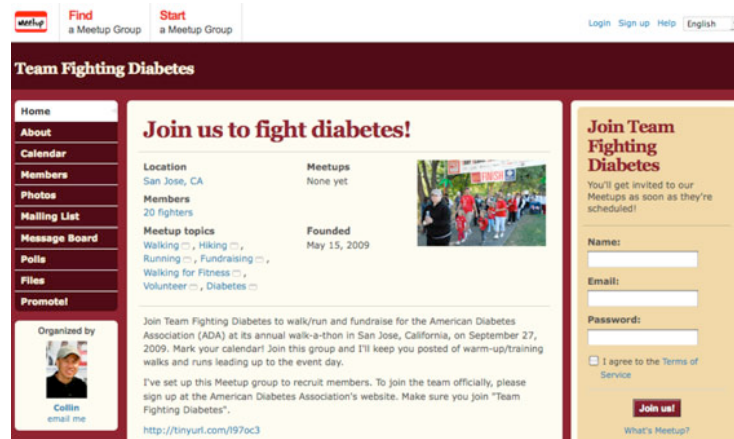 meetup
Find
a Meetup Group
Start
a Meetup Group
Login Sign up Help English
Team Fighting Diabetes
Home
About
Calendar
Members
Photos
Mailing List
Message Board
Polls
Files
Promote!
Organized by
Collin
email me
Join us to fight diabetes!
Location
San Jose, CA
Meetups
None yet
Members
20 fighters
Meetup topics
Walking , Hiking ,
Running , Fundraising ,
Walking for Fitness ,
Volunteer , Diabetes
Founded
May 15, 2009
FINISH
Join Team Fighting Diabetes to walk/run and fundraise for the American Diabetes
Association (ADA) at its annual walk-a-thon in San Jose, California, on September 27,
2009. Mark your calendar! Join this group and I'll keep you posted of warm-up/training
walks and runs leading up to the event day.
I've set up this Meetup group to recruit members. To join the team officially, please
sign up at the American Diabetes Association's website. Make sure you join "Team
Fighting Diabetes".
http://tinyurl.com/l97oc3
Join Team
Fighting
Diabetes
You'll get invited to our
Meetups as soon as they're
scheduled!
Name:
Email:
Password:
I agree to the Terms of
Service
Join us!
What's Meetup?